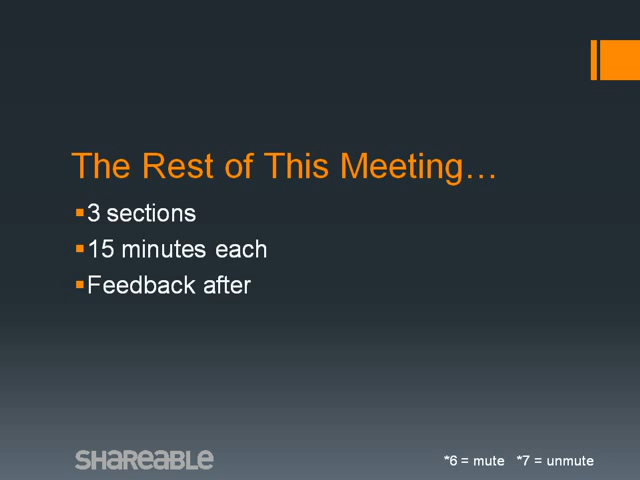 The Rest of This Meeting…
3 sections
15 minutes each
Feedback after
SHAREABLE
*6 = mute *7 = unmute